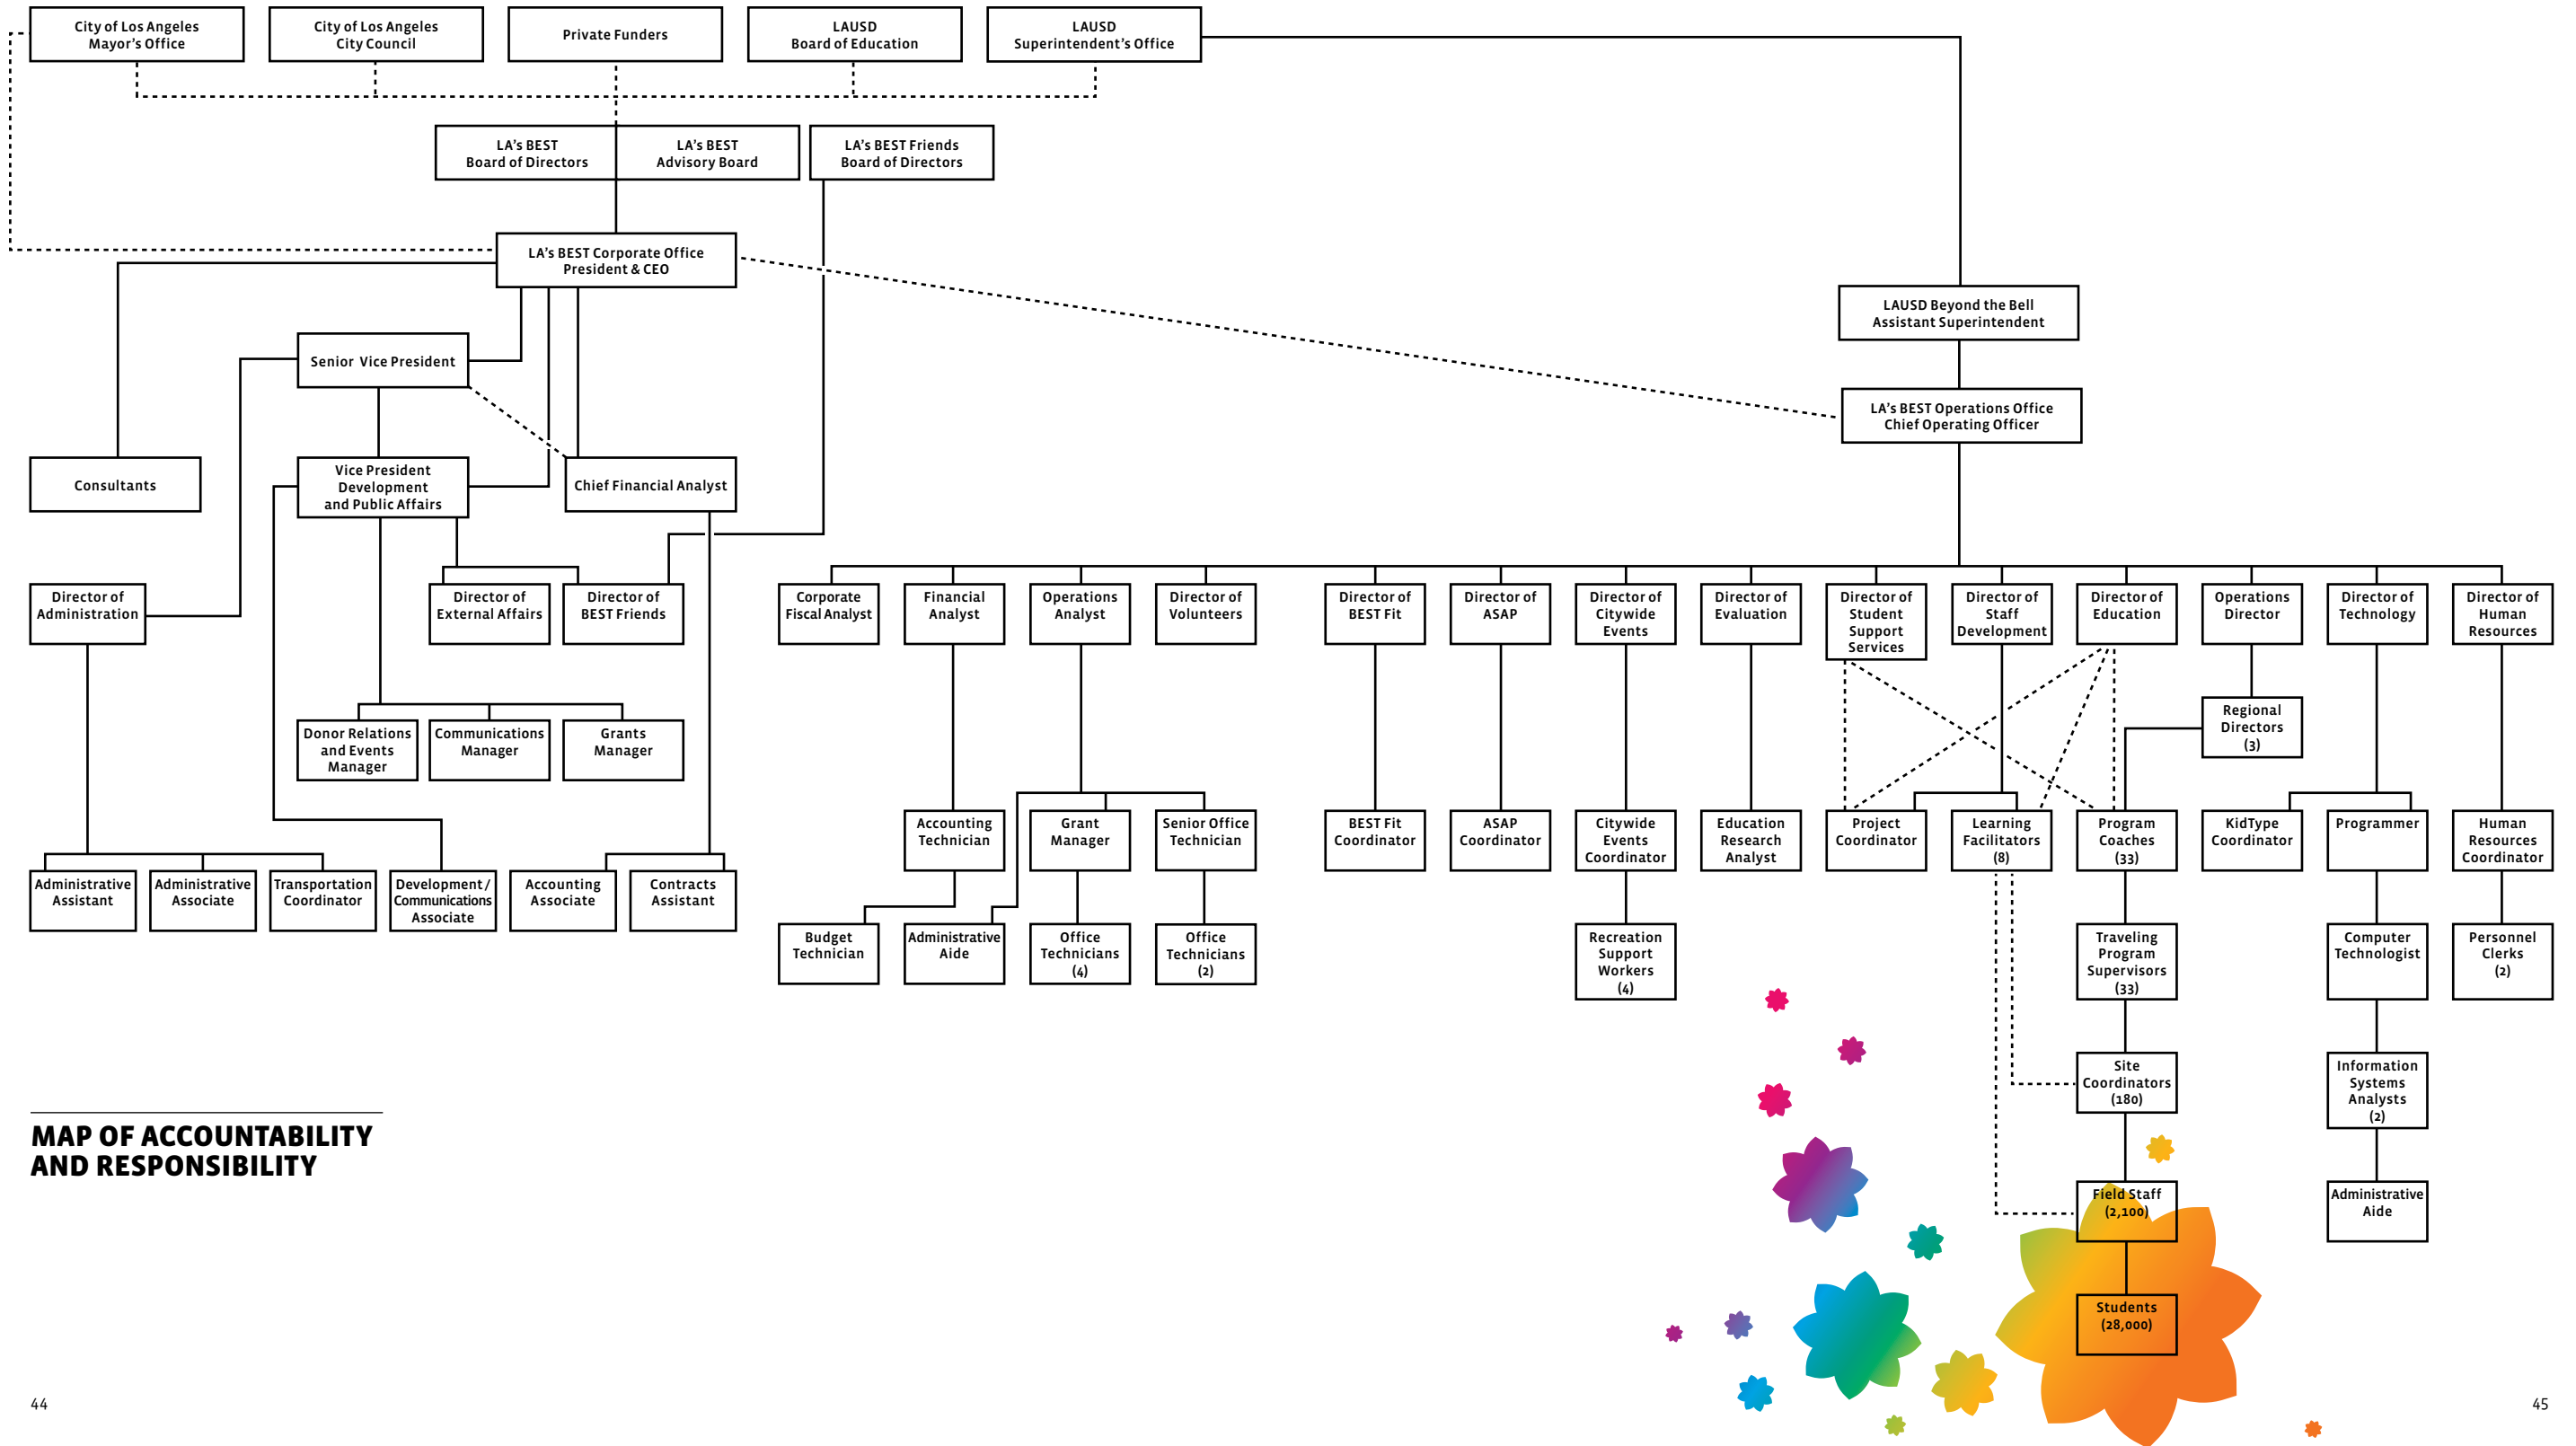 City of Los Angeles
Mayor's Office
City of Los Angeles
City Council
Private Funders
LAUSD
Board of Education
LAUSD
Superintendent's Office
LA's BEST
Board of Directors
LA's BEST
Advisory Board
LA's BEST Friends
Board of Directors
LA's BEST Corporate Office
President & CEO
LAUSD Beyond the Bell
Assistant Superintendent
Senior Vice President
LA's BEST Operations Office
Chief Operating Officer
Consultants
Vice President
Development
and Public Affairs
Chief Financial Analyst
Director of
Administration
Director of
External Affairs
Director of
BEST Friends
Corporate
Fiscal Analyst
Financial
Analyst
Operations
Analyst
Director of
Volunteers
Director of
BEST Fit
Director of
ASAP
Director of
Citywide
Events
Director of
Evaluation
Director of
Student
Support
Services
Director of
Staff
Development
Director of
Education
Operations
Director
Director of
Technology
Director of
Human
Resources
Regional
Directors
(3)
Donor Relations
and Events
Manager
Communications
Manager
Grants
Manager
Accounting
Technician
Grant
Manager
Senior Office
Technician
BEST Fit
Coordinator
ASAP
Coordinator
Citywide
Events
Coordinator
Education
Research
Analyst
Project
Coordinator
Learning
Facilitators
(8)
Program
Coaches
(33)
KidType
Coordinator
Programmer
Human
Resources
Coordinator
Administrative
Assistant
Administrative
Associate
Transportation
Coordinator
Development/
Communications
Associate
Accounting
Associate
Contracts
Assistant
Budget
Technician
Administrative
Aide
Office
Technicians
(4)
Office
Technicians
(2)
Recreation
Support
Workers
(4)
Traveling
Program
Supervisors
(33)
Computer
Technologist
Personnel
Clerks
(2)
Site
Coordinators
(180)
Information
Systems
Analysts
(2)
MAP OF ACCOUNTABILITY
AND RESPONSIBILITY
Field Staff
(2,100)
Administrative
Aide
Students
(28,000)
44
45